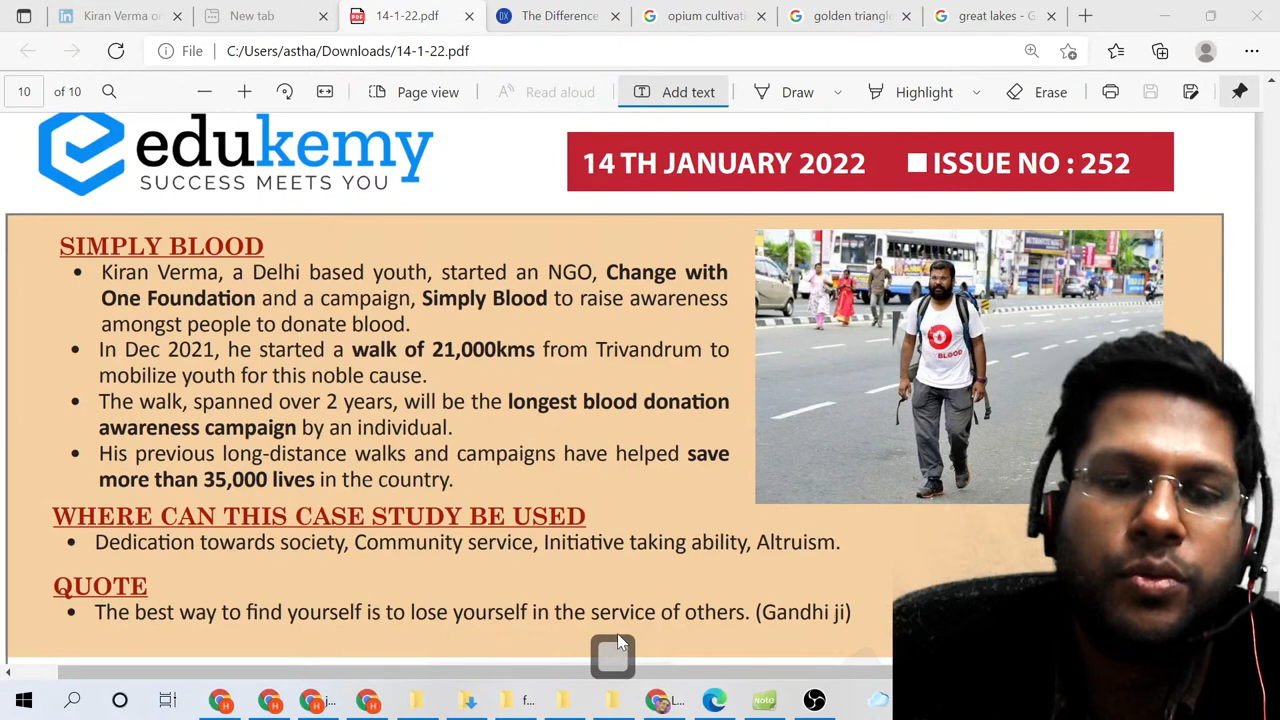 Kiran Verma on
New tab
14-1-22.pdf
The Difference
opium cultivati
golden triangle
great lakes - G
File C:/Users/astha/Downloads/14-1-22.pdf
10 of 10
Page view
Read aloud
Add text
Draw
Highlight
Erase
edukemy
SUCCESS MEETS YOU
14 TH JANUARY 2022 ■ ISSUE NO : 252
SIMPLY BLOOD
• Kiran Verma, a Delhi based youth, started an NGO, Change with
One Foundation and a campaign, Simply Blood to raise awareness
amongst people to donate blood.
• In Dec 2021, he started a walk of 21,000kms from Trivandrum to
mobilize youth for this noble cause.
• The walk, spanned over 2 years, will be the longest blood donation
awareness campaign by an individual.
• His previous long-distance walks and campaigns have helped save
more than 35,000 lives in the country.
BLOOD
WHERE CAN THIS CASE STUDY BE USED
• Dedication towards society, Community service, Initiative taking ability, Altruism.
QUOTE
• The best way to find yourself is to lose yourself in the service of others. (Gandhi ji)
j...
f...
L...
Note